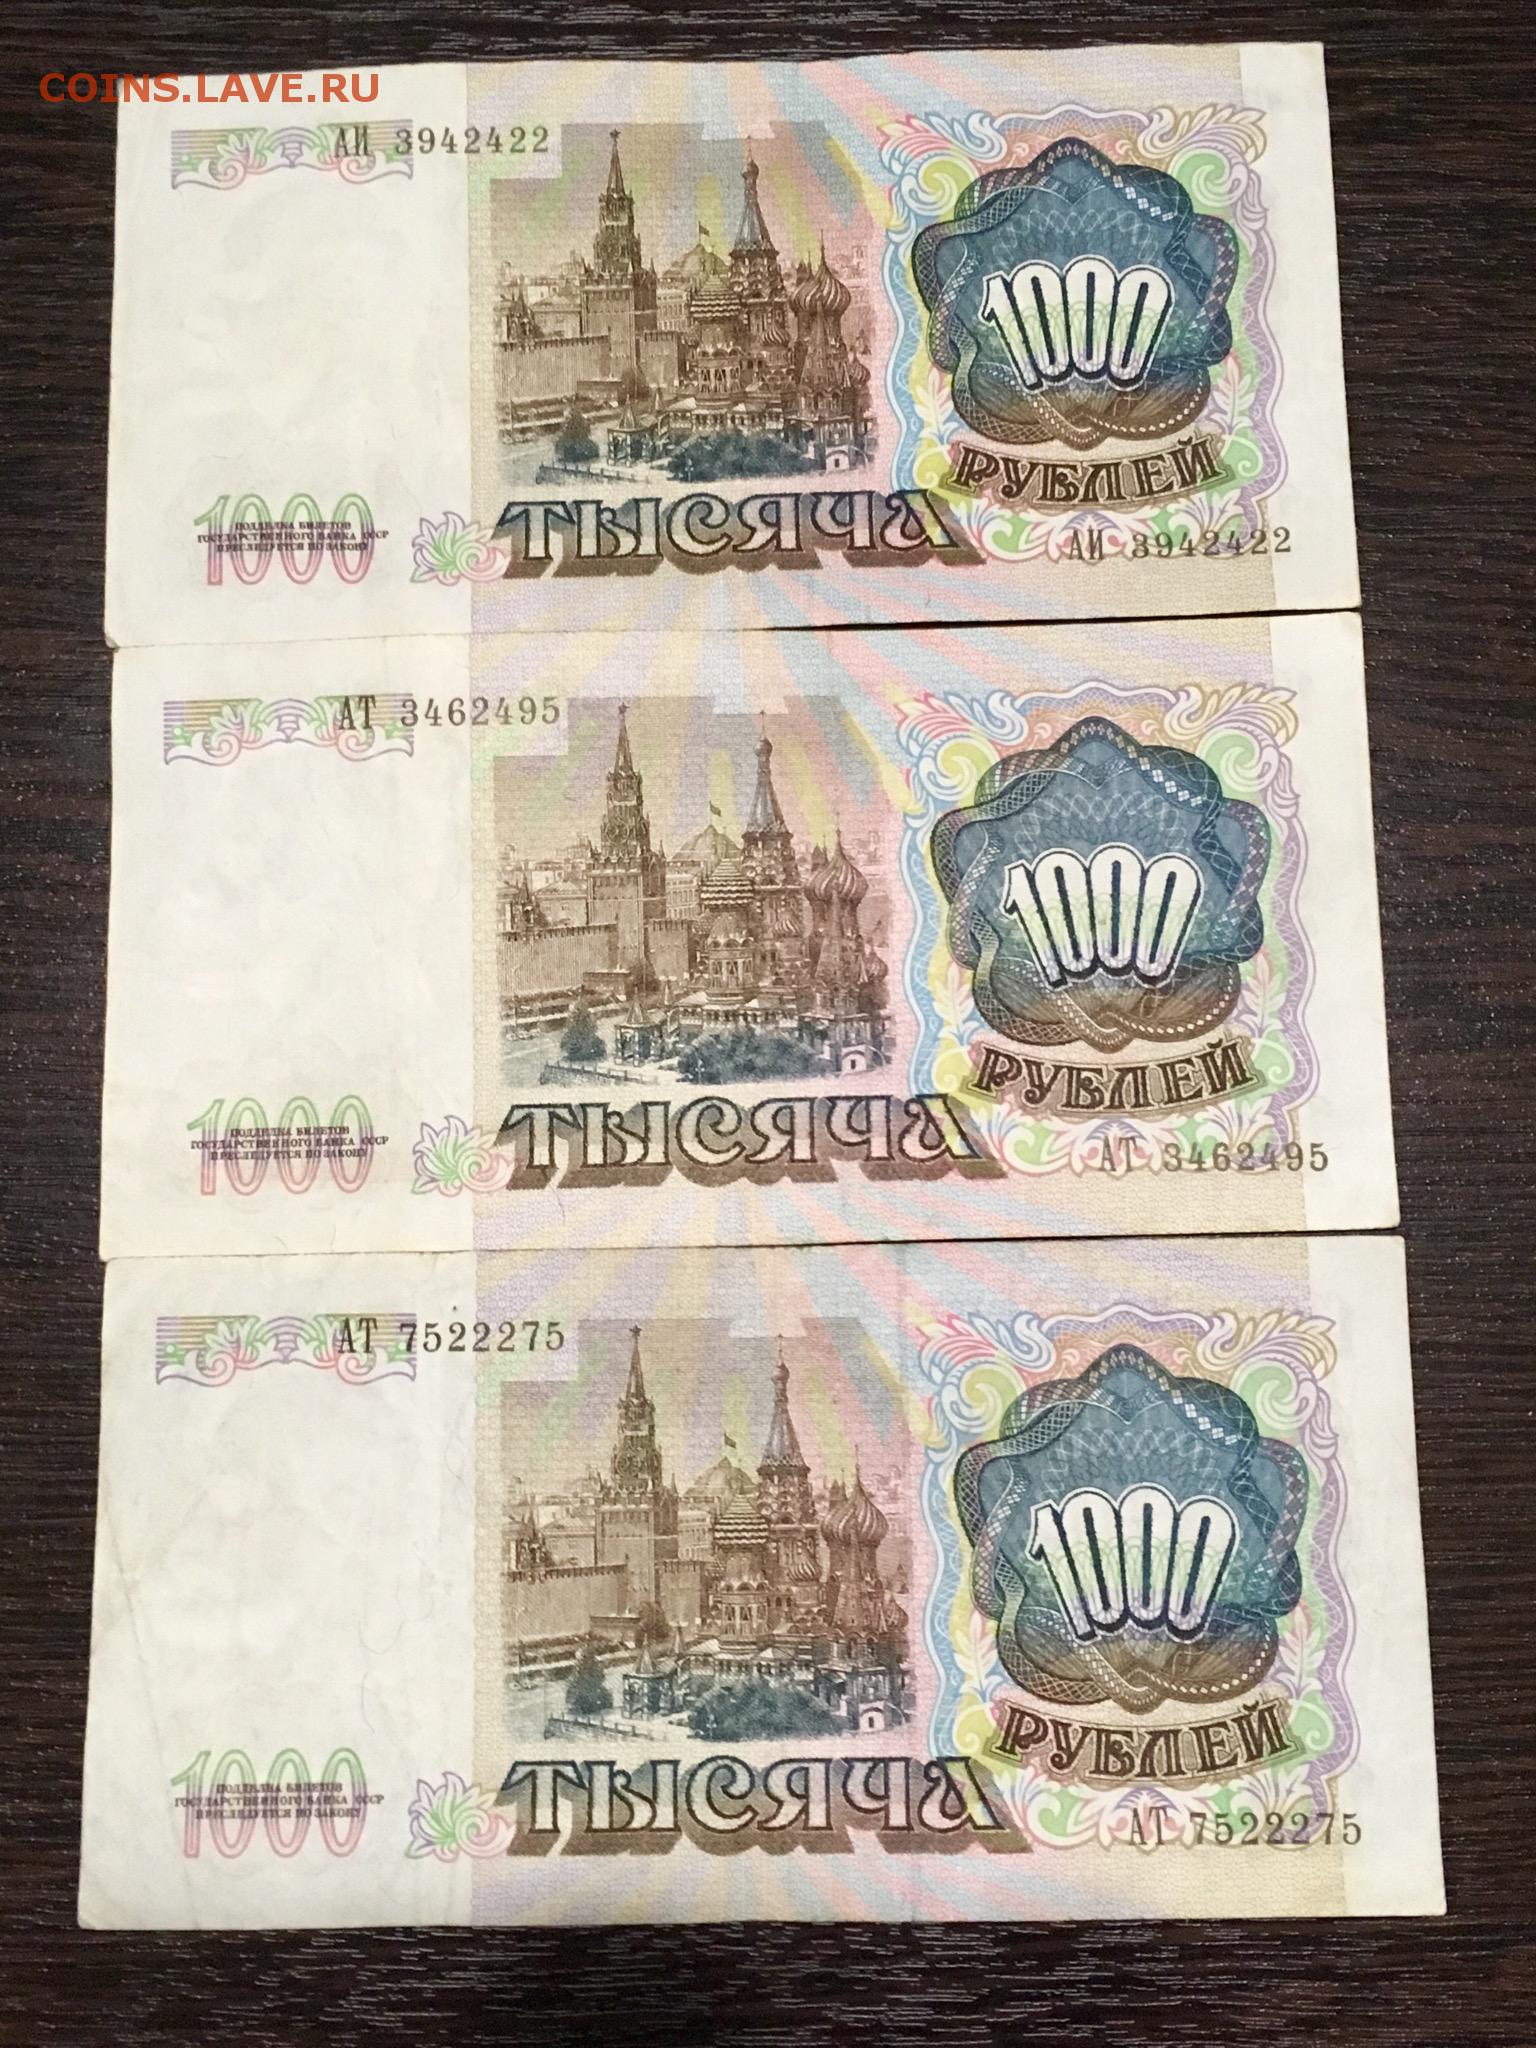 COINS.LAVE.RU
АИ 3942422
1000
РУБЛЕЙ
1000
ПОДДЕЛКА БИЛЕТОВ
ГОСУДАРСТВЕННОГО БАНКА СССР
ПРЕСЛЕДУЕТСЯ ПО ЗАКОНУ
ТЫСЯЧА
АИ 3942422
АТ 3462495
1000
РУБЛЕЙ
1000
ПОДДЕЛКА БИЛЕТОВ
ГОСУДАРСТВЕННОГО БАНКА СССР
ПРЕСЛЕДУЕТСЯ ПО ЗАКОНУ
ТЫСЯЧА
АТ 3462495
АТ 7522275
1000
РУБЛЕЙ
1000
ПОДДЕЛКА БИЛЕТОВ
ГОСУДАРСТВЕННОГО БАНКА СССР
ПРЕСЛЕДУЕТСЯ ПО ЗАКОНУ
ТЫСЯЧА
АТ 7522275